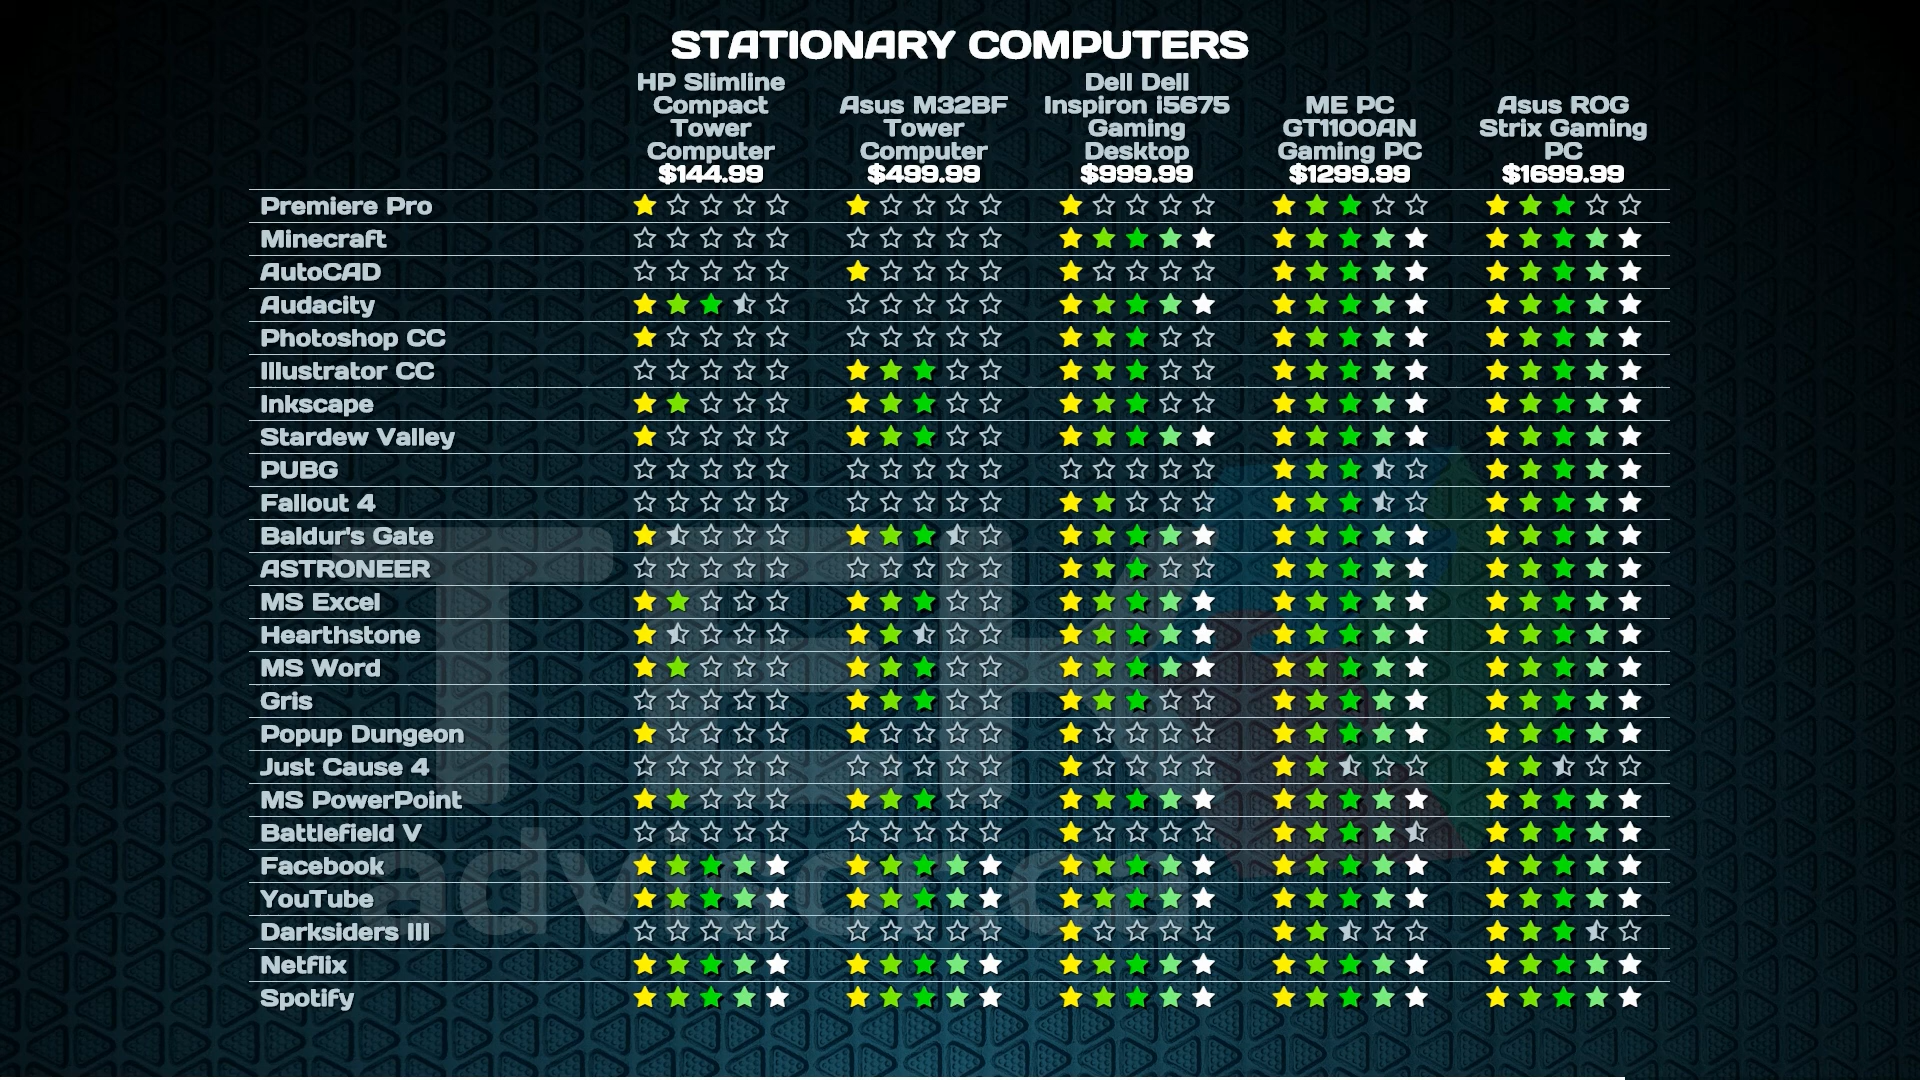 STATIONARY COMPUTERS
HP Slimline
Compact
Tower
Computer
$144.99
Asus M32BF
Tower
Computer
$499.99
Dell Dell
Inspiron i5675
Gaming
Desktop
$999.99
ME PC
GT1100AN
Gaming PC
$1299.99
Asus ROG
Strix Gaming
PC
$1699.99
Premiere Pro
Minecraft
AutoCAD
Audacity
Photoshop CC
Illustrator CC
Inkscape
Stardew Valley
PUBG
Fallout 4
Baldur's Gate
ASTRONEER
MS Excel
Hearthstone
MS Word
Gris
Popup Dungeon
Just Cause 4
MS PowerPoint
Battlefield V
Facebook
YouTube
Darksiders III
Netflix
Spotify
TEK
advisor.ca